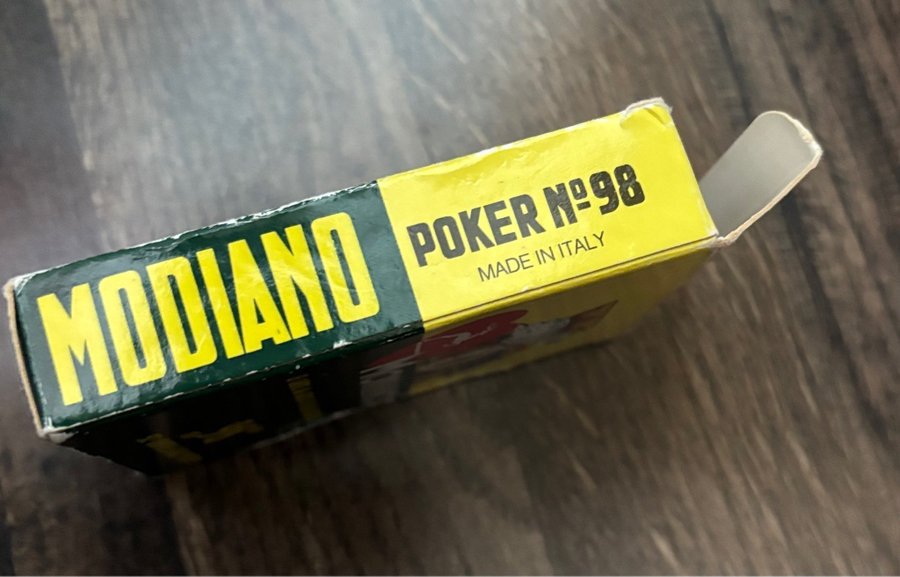 MODIANO
POKER Nº98
MADE IN ITALY